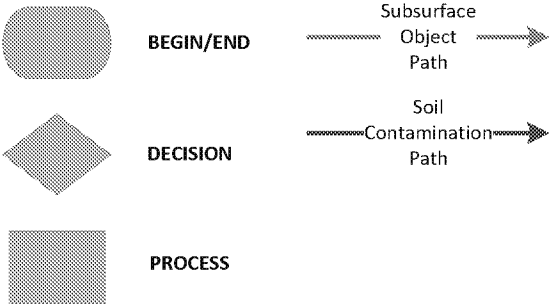 BEGIN/END
Subsurface
Object
Path
DECISION
Soil
Contamination
Path
PROCESS